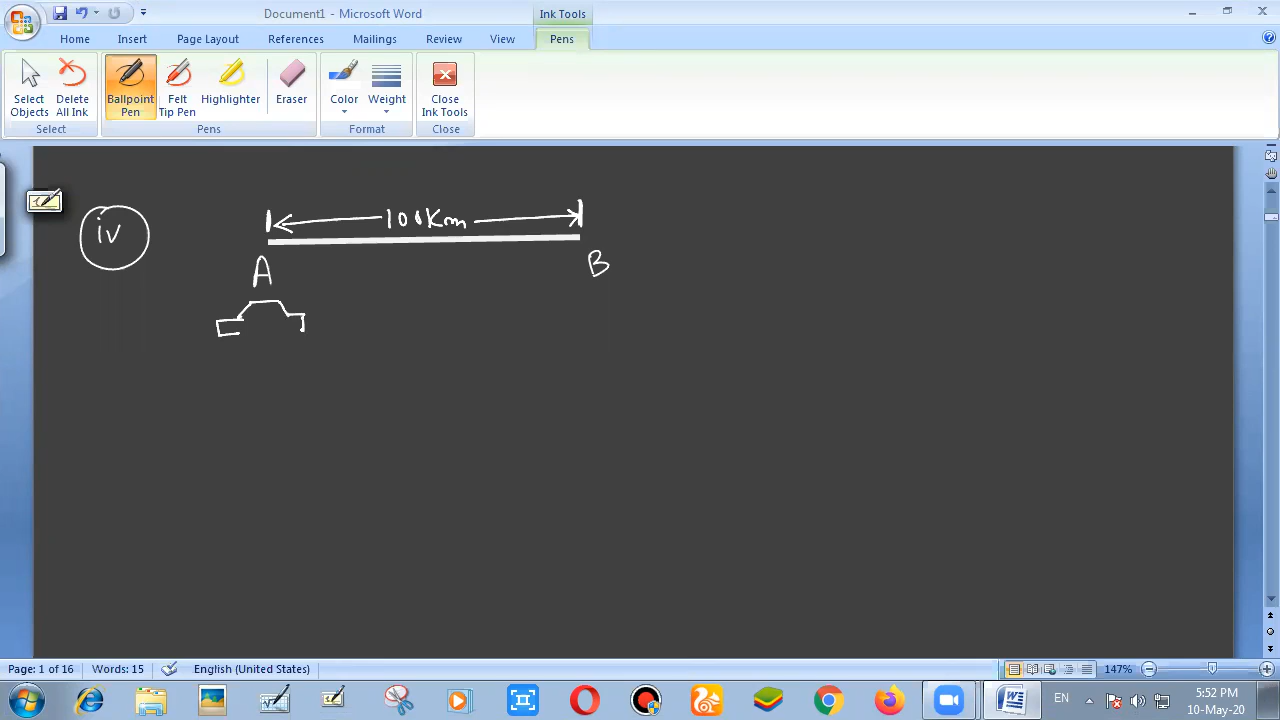 Document1 - Microsoft Word
Ink Tools
Home
Insert
Page Layout
References
Mailings
Review
View
Pens
Select Objects
Delete All Ink
Ballpoint Pen
Felt Tip Pen
Highlighter
Eraser
Color
Weight
Close Ink Tools
Select
Pens
Format
Close
iv
100Km
A
B
Page: 1 of 16
Words: 15
English (United States)
147%
EN
5:52 PM
10-May-20